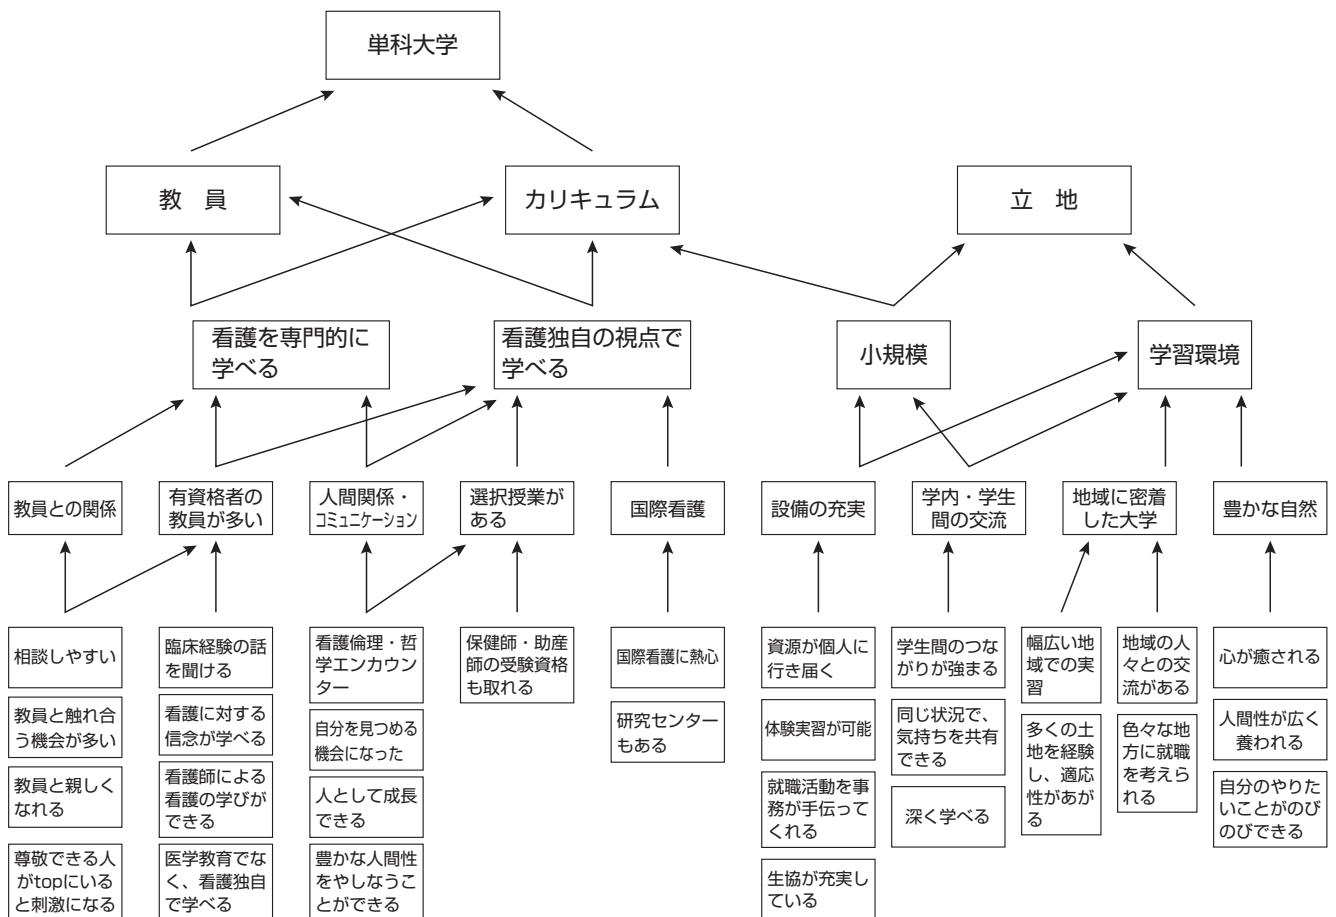 単科大学
教　員
カリキュラム
立　地
看護を専門的に
学べる
看護独自の視点で
学べる
小規模
学習環境
教員との関係
有資格者の
教員が多い
人間関係・
コミュニケーション
選択授業が
ある
国際看護
設備の充実
学内・学生
間の交流
地域に密着
した大学
豊かな自然
相談しやすい
教員と触れ合
う機会が多い
教員と親しく
なれる
尊敬できる人
がtopにいる
と刺激になる
臨床経験の話
を聞ける
看護に対する
信念が学べる
看護師による
看護の学びが
できる
医学教育でな
く、看護独自
で学べる
看護倫理・哲
学エンカウン
ター
自分を見つめる
機会になった
人として成長
できる
豊かな人間性
をやしなうこ
とができる
保健師・助産
師の受験資格
も取れる
国際看護に熱心
研究センター
もある
資源が個人に
行き届く
体験実習が可能
就職活動を事
務が手伝って
くれる
生協が充実し
ている
学生間のつな
がりが強まる
同じ状況で、
気持ちを共有
できる
深く学べる
幅広い地
域での実
習
多くの土
地を経験
し、適応
性があが
る
地域の人
々との交
流がある
色々な地
方に就職
を考えら
れる
心が癒される
人間性が広く
養われる
自分のやりた
いことがのび
のびできる